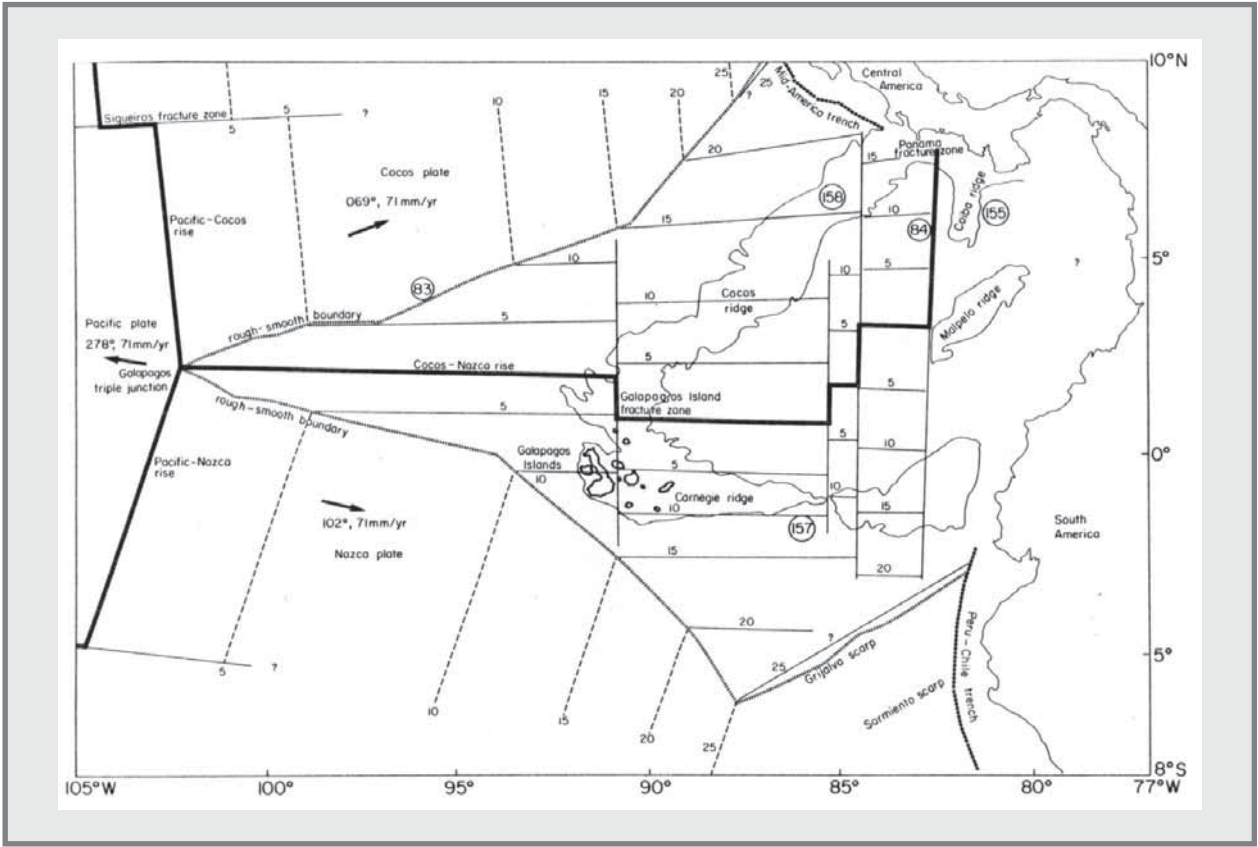 10°N
Mid-America trench
Central
America
25
25
?
20
15
10
5
5
Siqueiros fracture zone
5
?
20
15
Panama
fracture zone
Cocos plate
069°, 71 mm/yr
Pacific-Cocos
rise
158
15
10
84
Coiba ridge
155
5°N
?
10
83
5
10
10
Cocos
ridge
5
5
Malpelo ridge
rough-smooth boundary
Pacific plate
278°, 71mm/yr
Galapagos
triple junction
Cocos-Nazca rise
5
5
Galapagros Island
fracture zone
rough-smooth boundary
5
5
10
0°
Pacific-Nazca
rise
Galapagos
Islands
10
5
10
Carnegie ridge
10
157
15
102°, 71mm/yr
Nazca plate
15
20
South
America
20
?
25
Grijalva scarp
5
?
5°S
Peru-Chile trench
Sarmiento scarp
10
15
20
25
8°S
105°W
100°
95°
90°
85°
80°
77°W